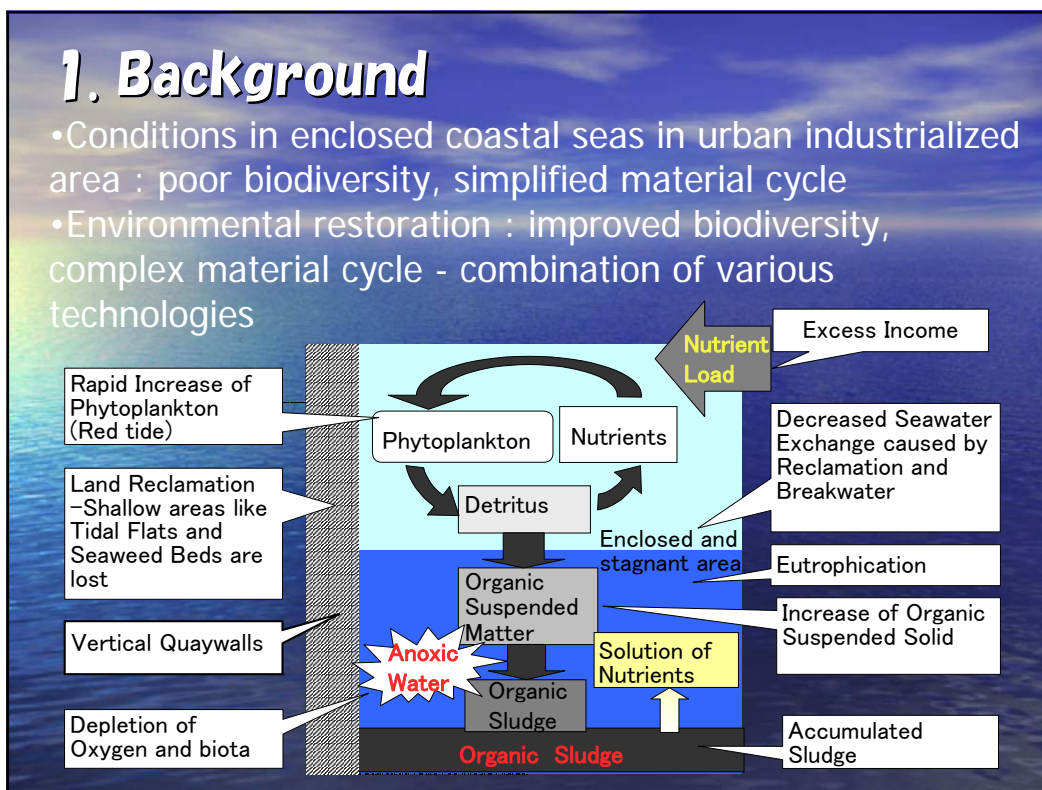 1. Background
•Conditions in enclosed coastal seas in urban industrialized
area : poor biodiversity, simplified material cycle
•Environmental restoration : improved biodiversity,
complex material cycle - combination of various
technologies
Nutrient
Load
Excess Income
Rapid Increase of
Phytoplankton
(Red tide)
Phytoplankton
Nutrients
Decreased Seawater
Exchange caused by
Reclamation and
Breakwater
Land Reclamation
-Shallow areas like
Tidal Flats and
Seaweed Beds are
lost
Detritus
Enclosed and
stagnant area
Eutrophication
Organic
Suspended
Matter
Increase of Organic
Suspended Solid
Vertical Quaywalls
Anoxic
Water
Solution of
Nutrients
Organic
Sludge
Depletion of
Oxygen and biota
Organic Sludge
Accumulated
Sludge